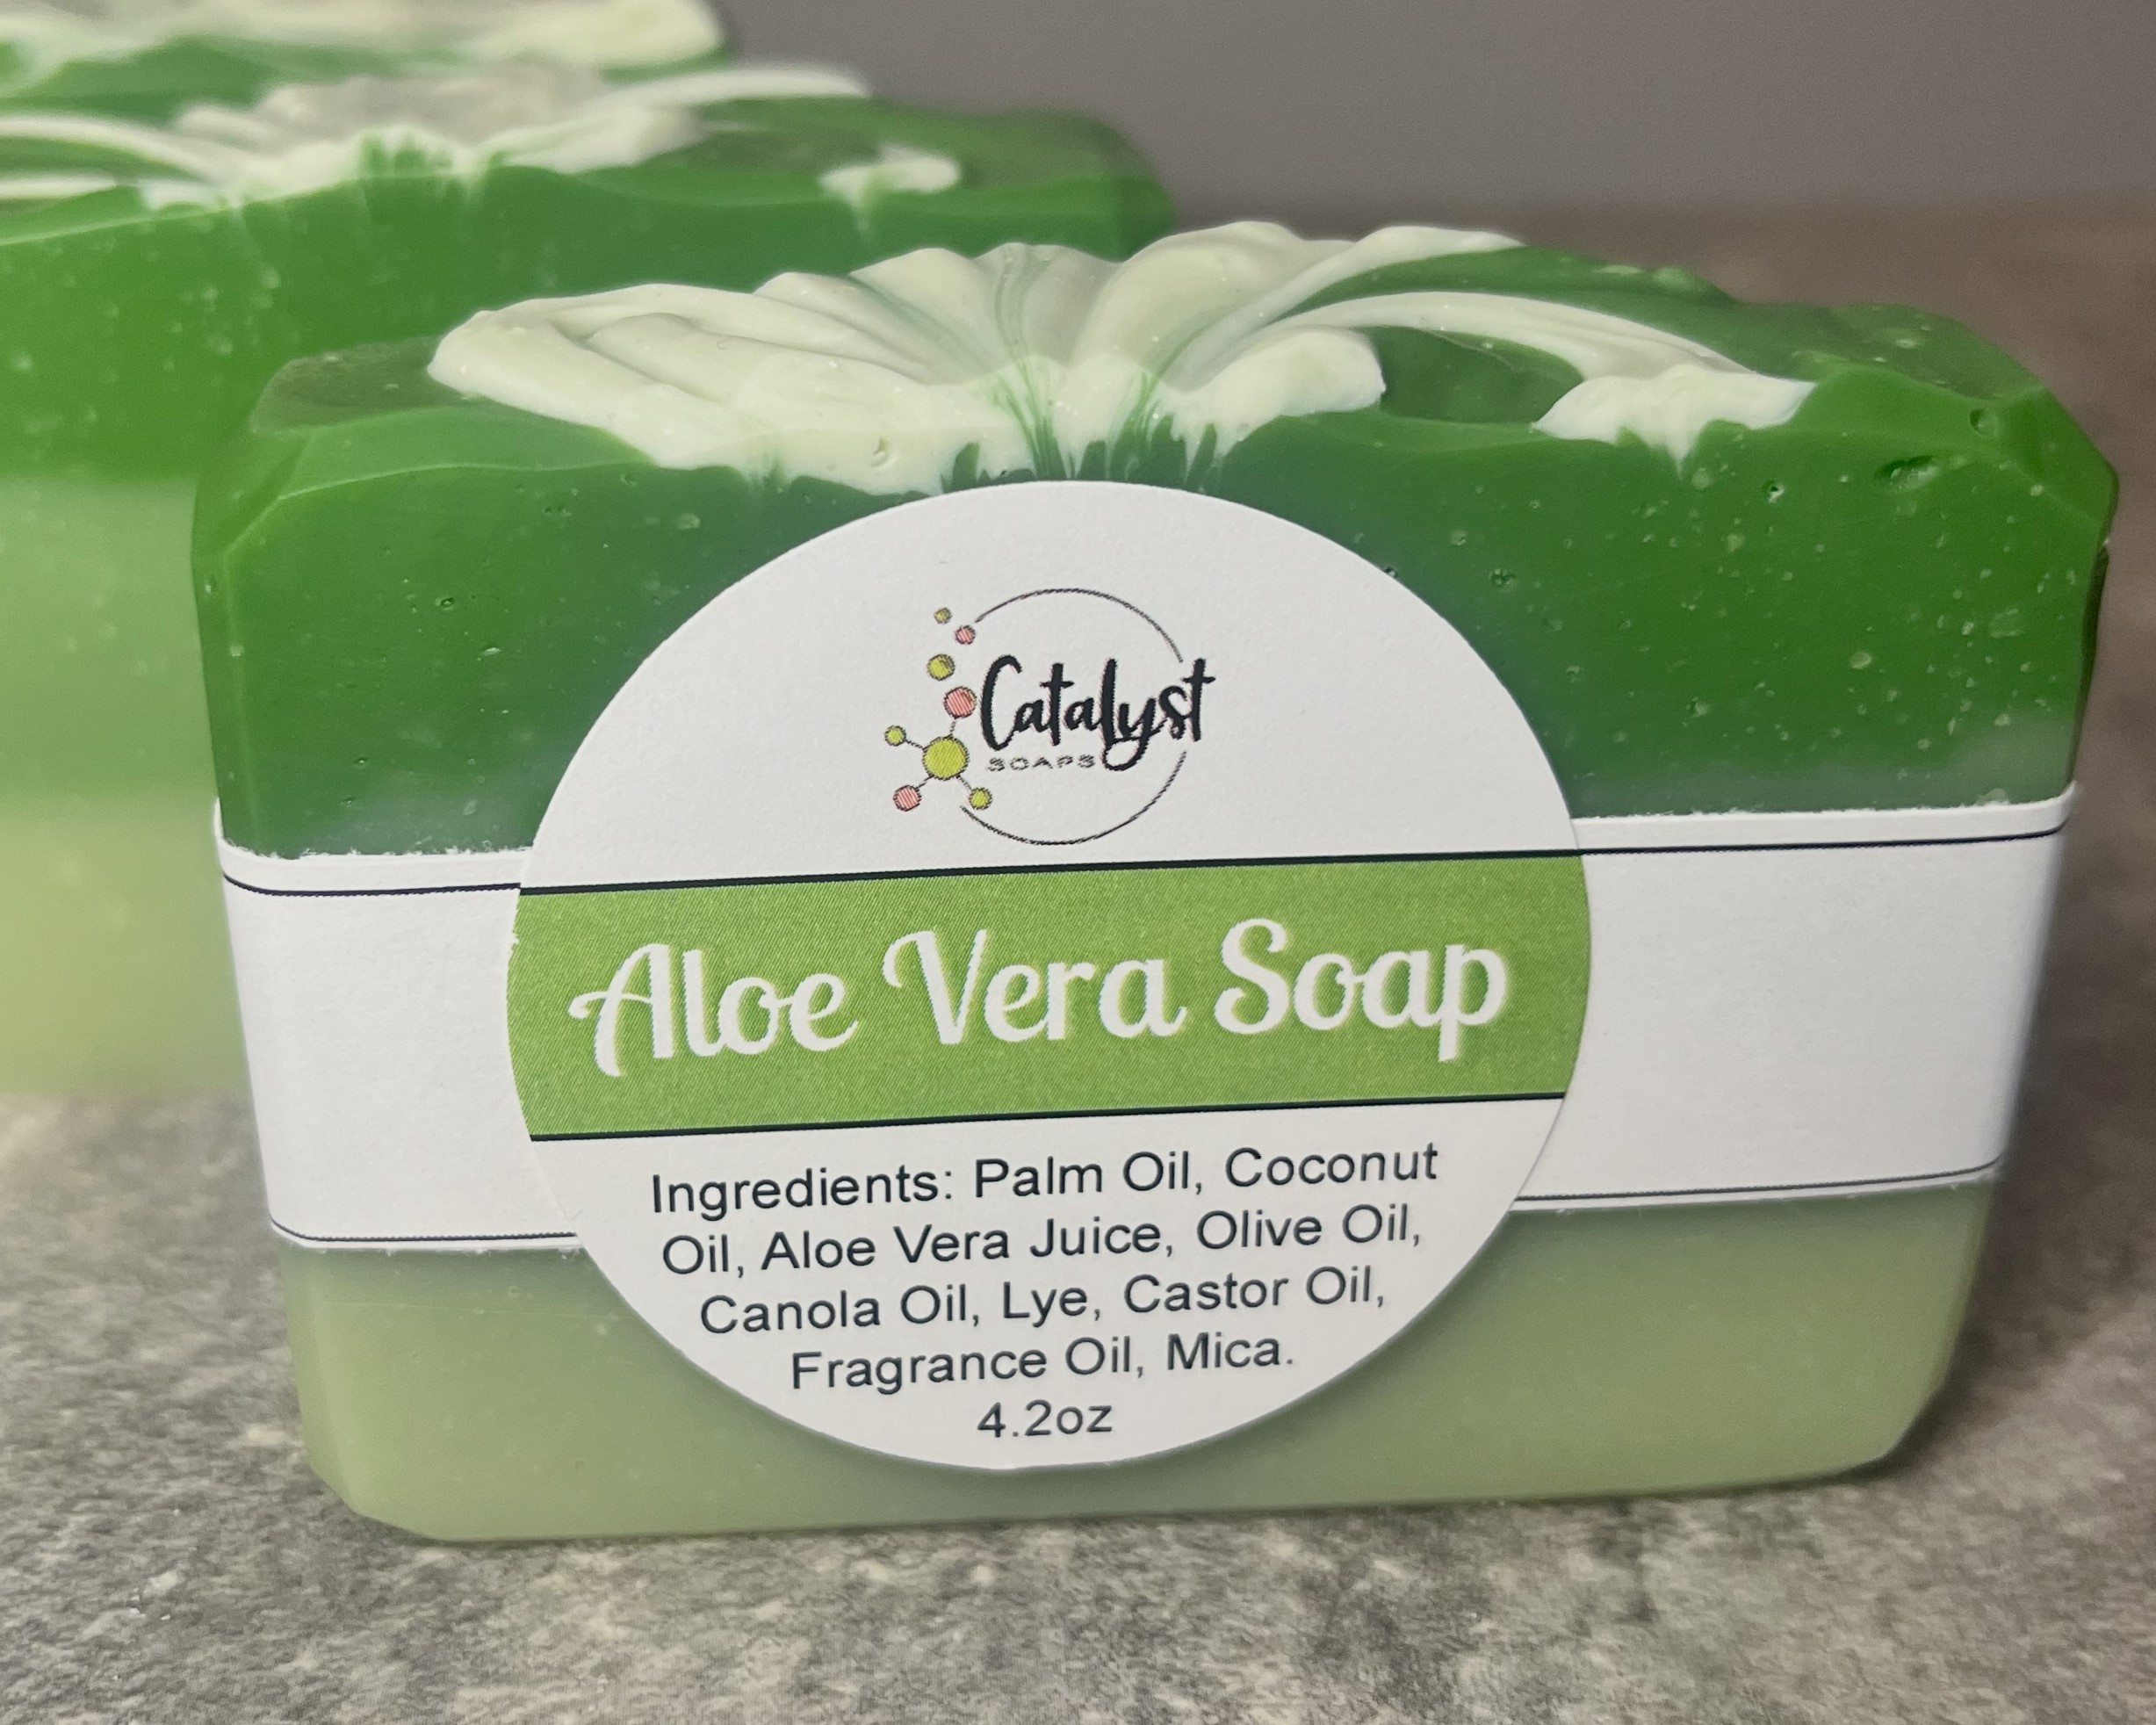 Catalyst
SOAPS
Aloe Vera Soap
Ingredients: Palm Oil, Coconut
Oil, Aloe Vera Juice, Olive Oil,
Canola Oil, Lye, Castor Oil,
Fragrance Oil, Mica.
4.2oz